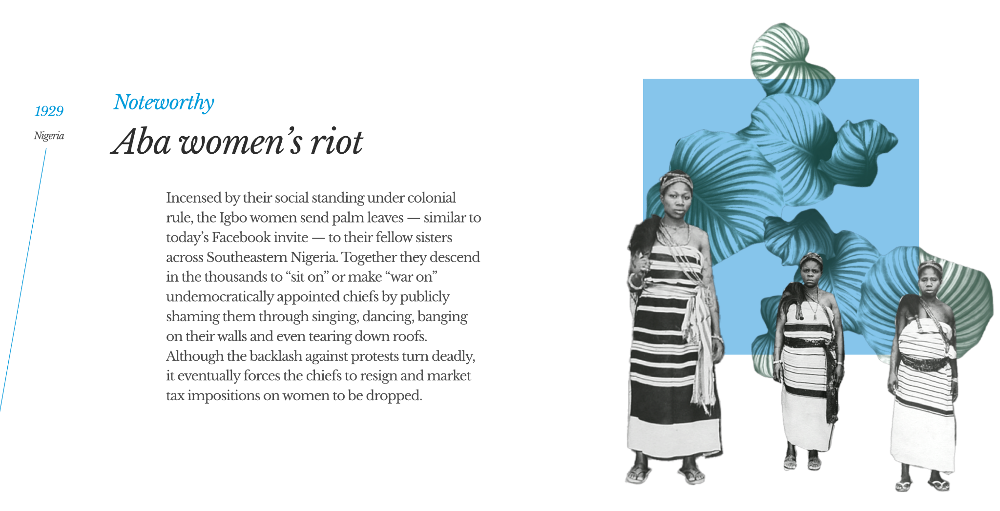 1929
Nigeria
Noteworthy
Aba women’s riot
Incensed by their social standing under colonial
rule, the Igbo women send palm leaves — similar to
today’s Facebook invite — to their fellow sisters
across Southeastern Nigeria. Together they descend
in the thousands to “sit on” or make “war on”
undemocratically appointed chiefs by publicly
shaming them through singing, dancing, banging
on their walls and even tearing down roofs.
Although the backlash against protests turn deadly,
it eventually forces the chiefs to resign and market
tax impositions on women to be dropped.